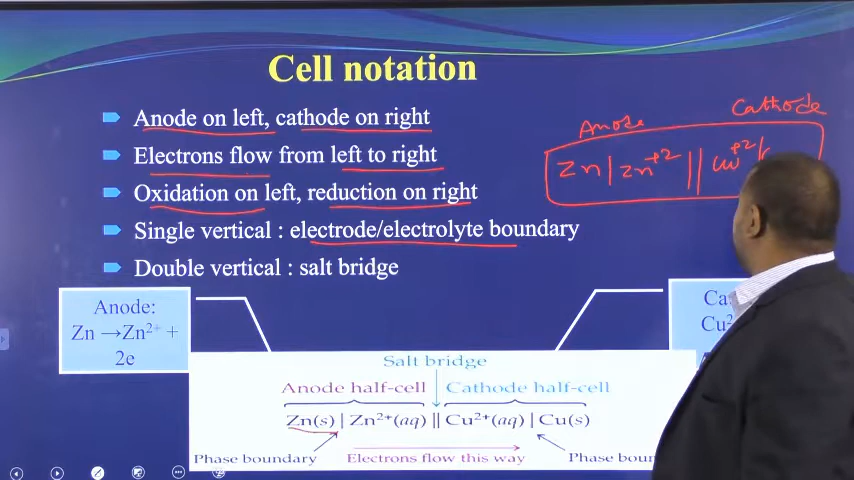 Cell notation
Anode on left, cathode on right
Electrons flow from left to right
Oxidation on left, reduction on right
Single vertical : electrode/electrolyte boundary
Double vertical : salt bridge
Anode Cathode
Zn | Zn+2 || Cu+2 |
Anode:
Zn →Zn2+ +
2e
Cu2
Salt bridge
Anode half-cell Cathode half-cell
Zn(s) | Zn2+(aq) || Cu2+(aq) | Cu(s)
Phase boundary Electrons flow this way Phase